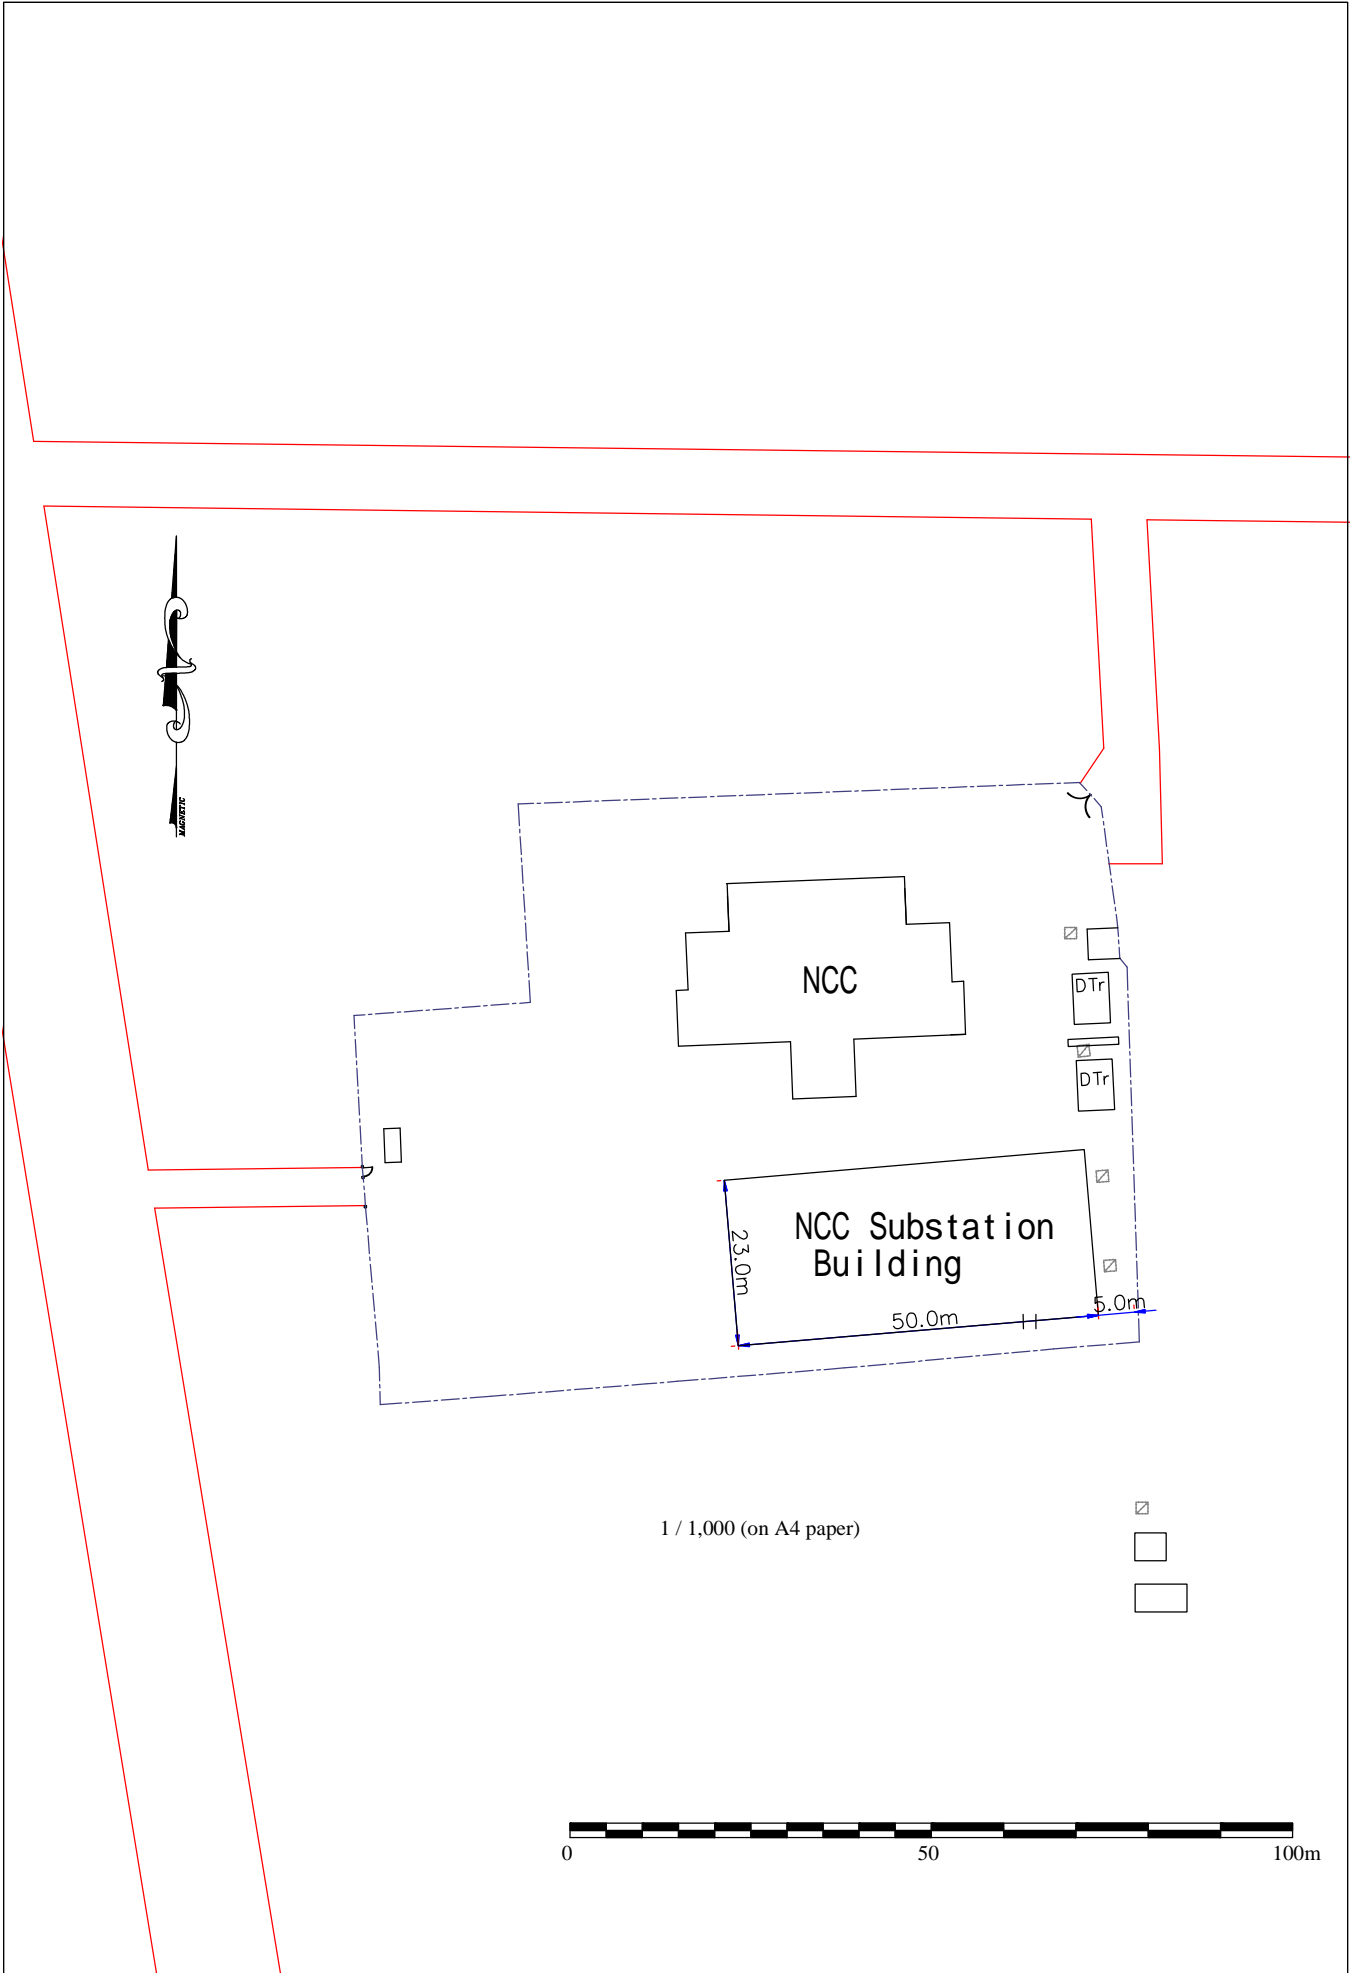 MAGNETIC
NCC
DTr
DTr
NCC Substation
Building
23.0m
50.0m
5.0m
1 / 1,000 (on A4 paper)
0
50
100m